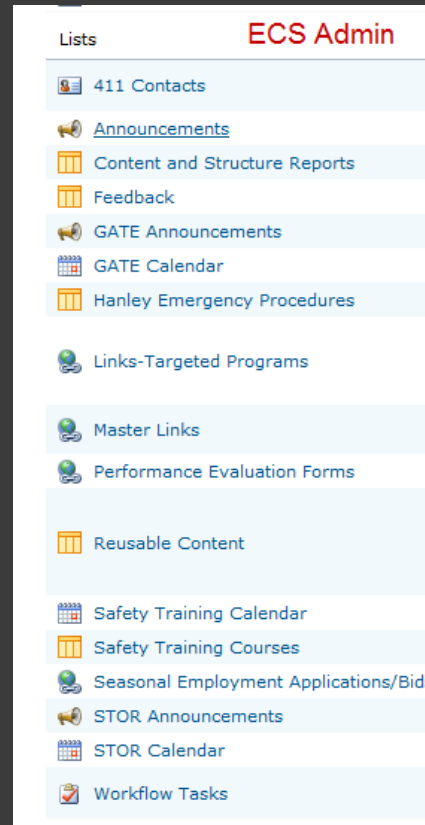 Lists ECS Admin
411 Contacts
Announcements
Content and Structure Reports
Feedback
GATE Announcements
GATE Calendar
Hanley Emergency Procedures
Links-Targeted Programs
Master Links
Performance Evaluation Forms
Reusable Content
Safety Training Calendar
Safety Training Courses
Seasonal Employment Applications/Bid
STOR Announcements
STOR Calendar
Workflow Tasks